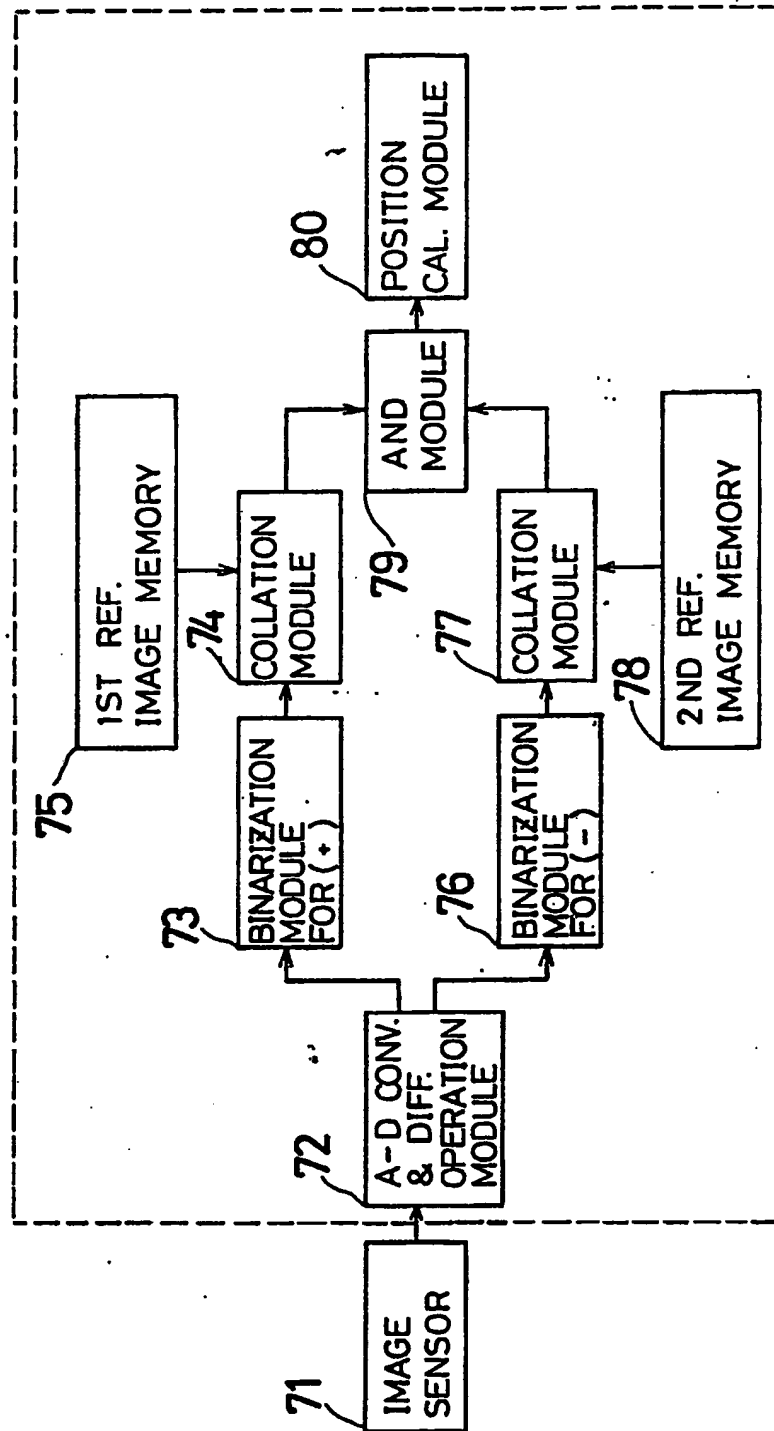 71
IMAGE
SENSOR
72
A-D CONV.
& DIFF.
OPERATION
MODULE
73
BINARIZATION
MODULE
FOR (+)
74
COLLATION
MODULE
75
1ST REF.
IMAGE MEMORY
76
BINARIZATION
MODULE
FOR (-)
77
COLLATION
MODULE
78
2ND REF.
IMAGE MEMORY
79
AND
MODULE
80
POSITION
CAL. MODULE